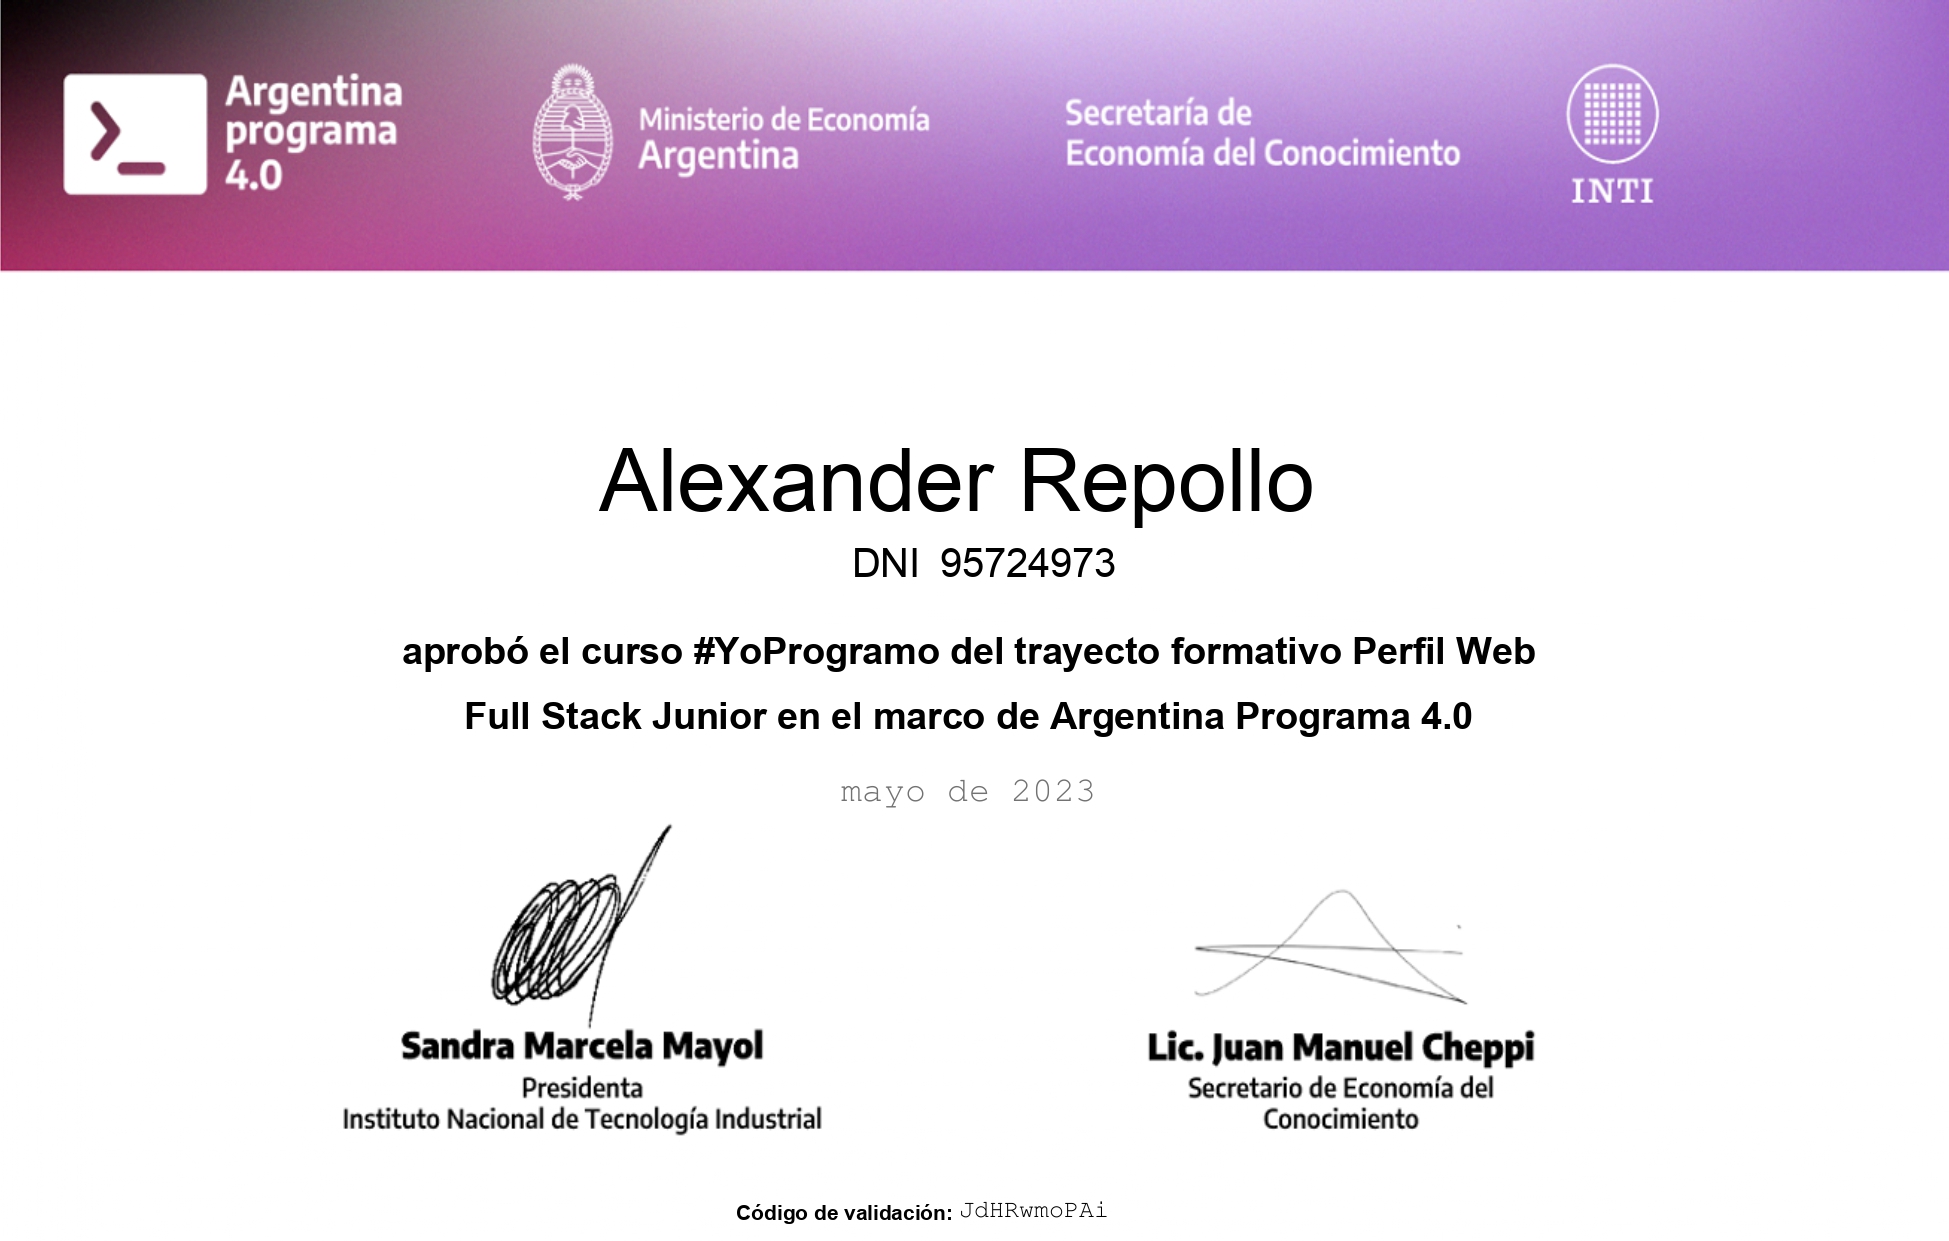 Argentina
programa
4.0
Ministerio de Economía
Argentina
Secretaría de
Economía del Conocimiento
INTI
Alexander Repollo
DNI 95724973
aprobó el curso #YoProgramo del trayecto formativo Perfil Web
Full Stack Junior en el marco de Argentina Programa 4.0
mayo de 2023
Sandra Marcela Mayol
Presidenta
Instituto Nacional de Tecnología Industrial
Lic. Juan Manuel Cheppi
Secretario de Economía del
Conocimiento
Código de validación: JdHRwmoPAi